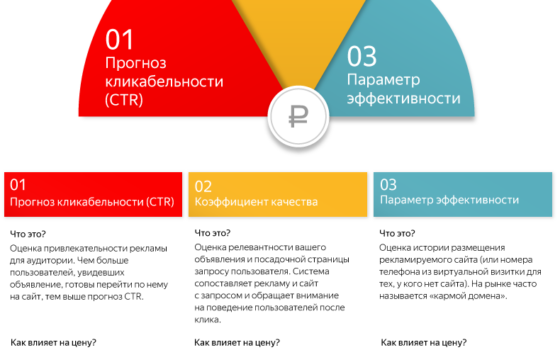 01
Прогноз
кликабельности
(CTR)
03
Параметр
эффективности
₽
01
Прогноз кликабельности (CTR)
Что это?
Оценка привлекательности рекламы
для аудитории. Чем больше
пользователей, увидевших
объявление, готовы перейти по нему
на сайт, тем выше прогноз CTR.
Как влияет на цену?
02
Коэффициент качества
Что это?
Оценка релевантности вашего
объявления и посадочной страницы
запросу пользователя. Система
сопоставляет рекламу и сайт
с запросом и обращает внимание
на поведение пользователей после
клика.
Как влияет на цену?
03
Параметр эффективности
Что это?
Оценка истории размещения
рекламируемого сайта (или номера
телефона из виртуальной визитки для
тех, у кого нет сайта). На рынке часто
называется «кармой домена».
Как влияет на цену?